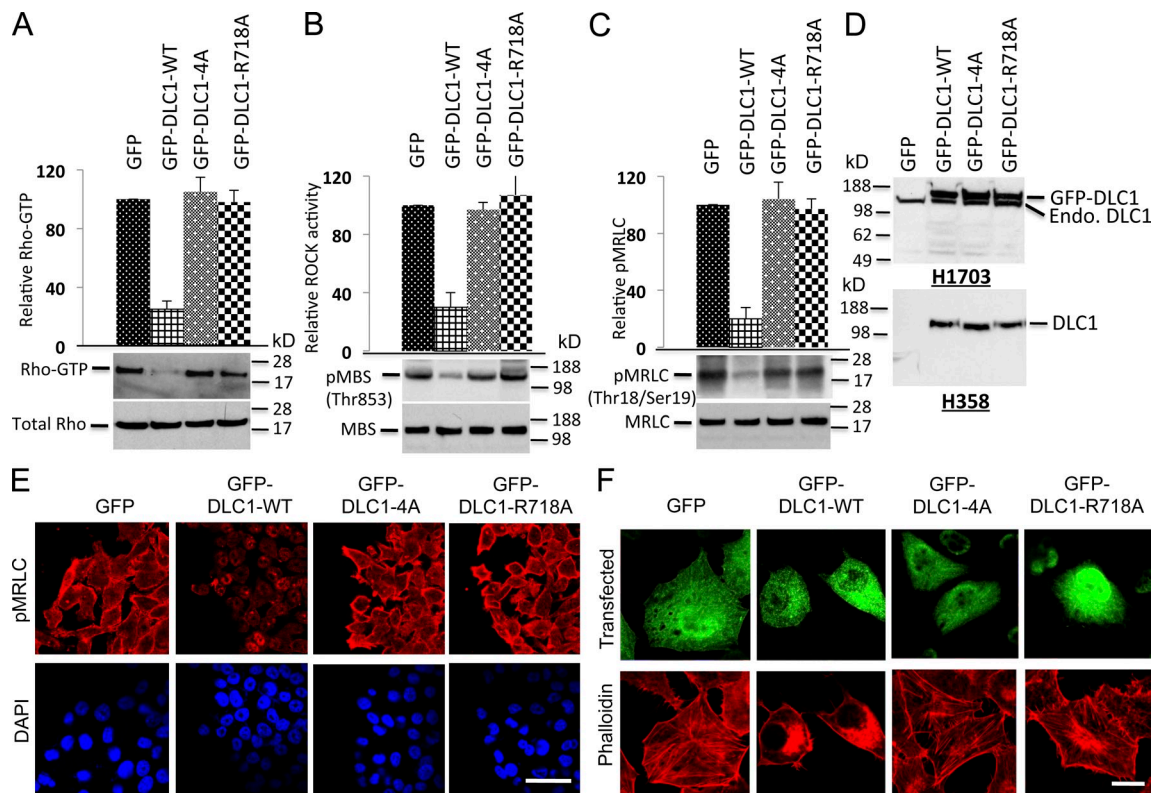 A
GFP
GFP-DLC1-WT
GFP-DLC1-4A
GFP-DLC1-R718A
Relative Rho-GTP
120
80
40
0
kD
Rho-GTP
28
17
Total Rho
28
17
B
GFP
GFP-DLC1-WT
GFP-DLC1-4A
GFP-DLC1-R718A
Relative ROCK activity
120
80
40
0
kD
pMBS
(Thr853)
188
98
MBS
188
98
C
GFP
GFP-DLC1-WT
GFP-DLC1-4A
GFP-DLC1-R718A
Relative pMRLC
120
80
40
0
kD
pMRLC
(Thr18/Ser19)
28
17
MRLC
28
17
D
GFP
GFP-DLC1-WT
GFP-DLC1-4A
GFP-DLC1-R718A
kD
188
98
62
49
GFP-DLC1
Endo. DLC1
H1703
188
98
DLC1
H358
E
GFP
GFP-
DLC1-WT
GFP-
DLC1-4A
GFP-
DLC1-R718A
pMRLC
DAPI
F
GFP
GFP-
DLC1-WT
GFP-
DLC1-4A
GFP-
DLC1-R718A
Transfected
Phalloidin